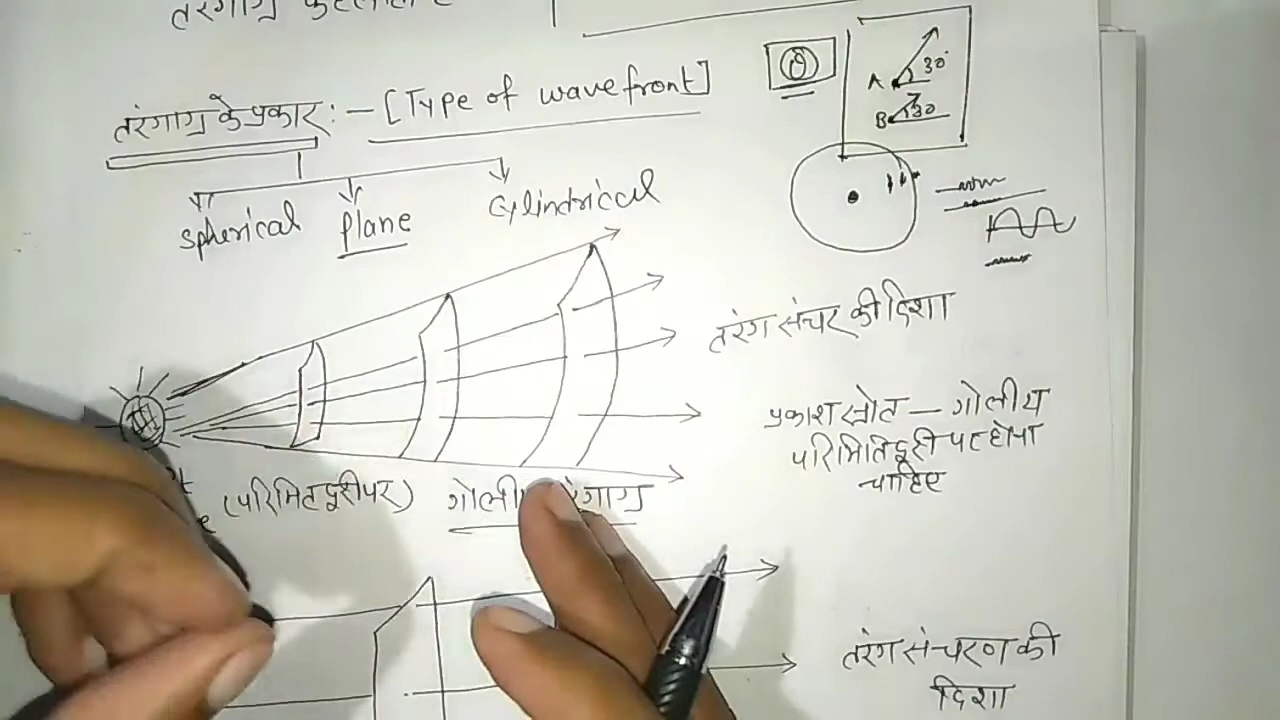 तरंगाग्र के प्रकार :- [Type of wavefront]
spherical plane cylindrical
θ
A 30°
B 30
तरंग संचर की दिशा
प्रकाश स्रोत — गोलीय
परिमित दूरी पर होना
चाहिए
(परिमित दूरी पर)
तरंग संचरण की
दिशा